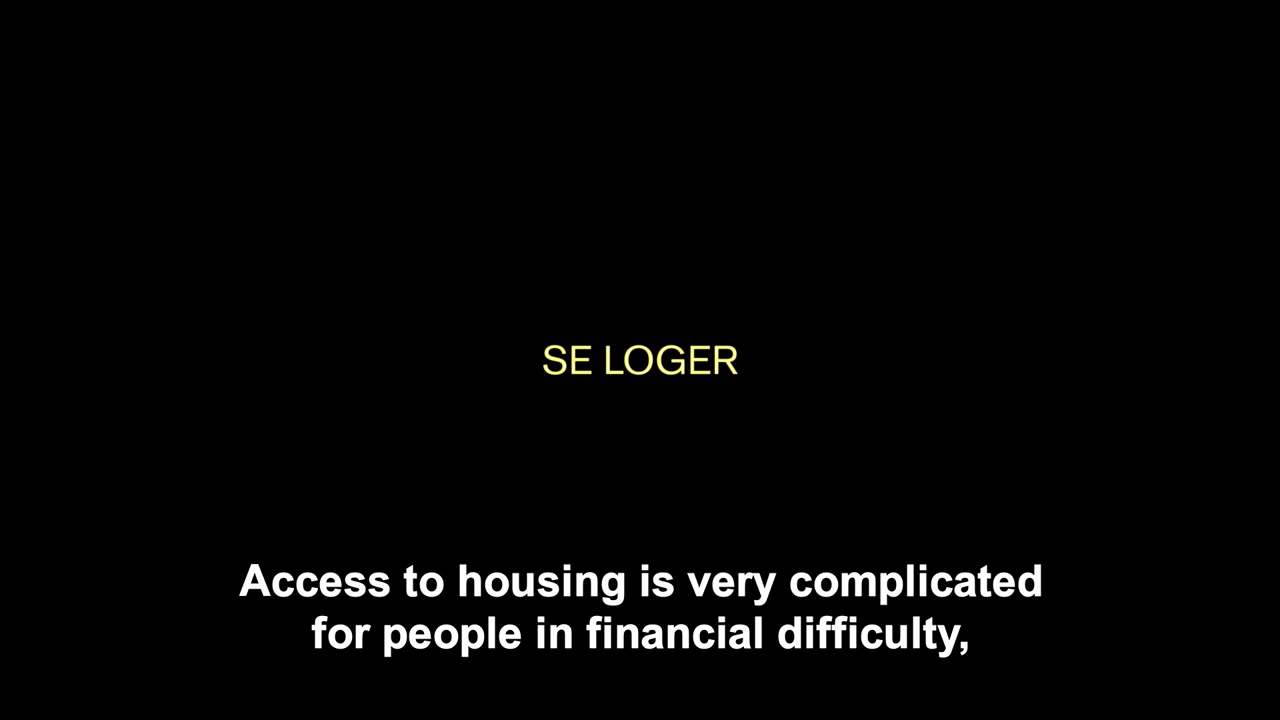 SE LOGER
Access to housing is very complicated
for people in financial difficulty,